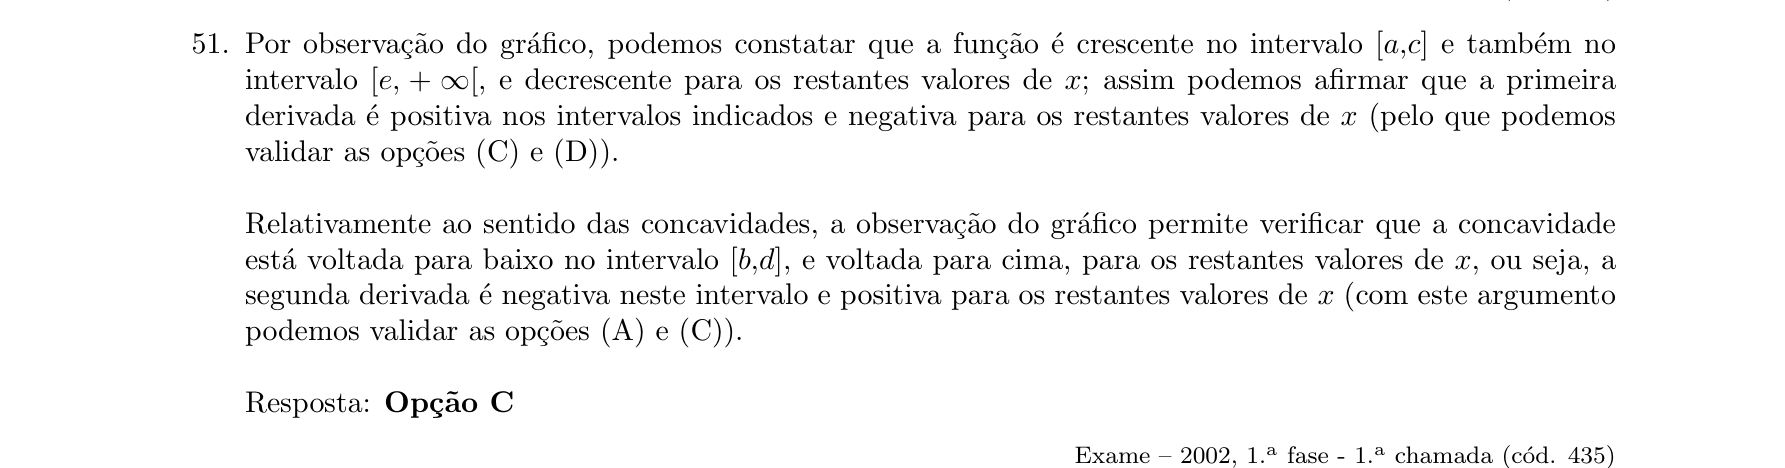 51. Por observação do gráfico, podemos constatar que a função é crescente no intervalo [a,c] e também no
intervalo [e, + ∞[, e decrescente para os restantes valores de x; assim podemos afirmar que a primeira
derivada é positiva nos intervalos indicados e negativa para os restantes valores de x (pelo que podemos
validar as opções (C) e (D)).
Relativamente ao sentido das concavidades, a observação do gráfico permite verificar que a concavidade
está voltada para baixo no intervalo [b,d], e voltada para cima, para os restantes valores de x, ou seja, a
segunda derivada é negativa neste intervalo e positiva para os restantes valores de x (com este argumento
podemos validar as opções (A) e (C)).
Resposta: Opção C
Exame – 2002, 1.ª fase - 1.ª chamada (cód. 435)